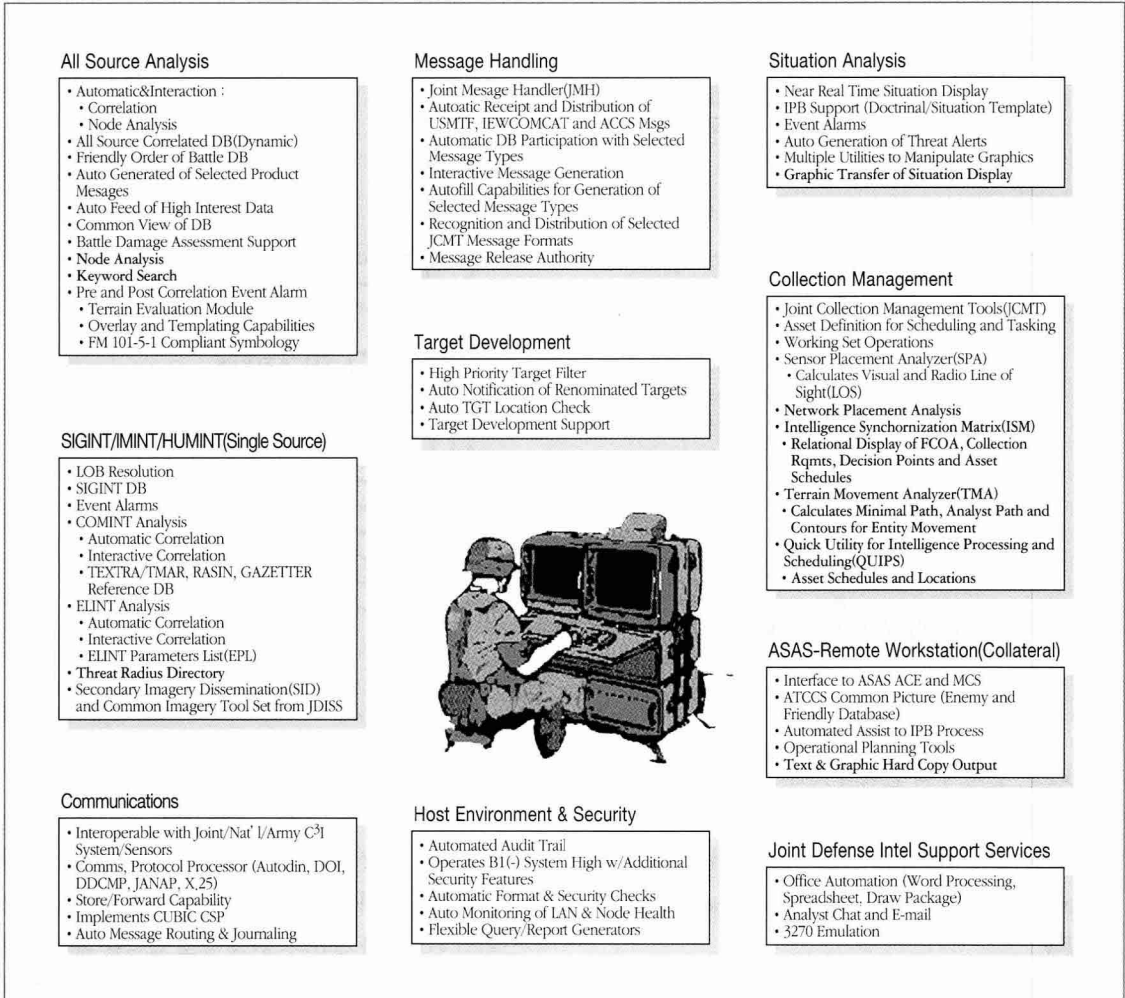 All Source Analysis
• Automatic&Interaction :
• Correlation
• Node Analysis
• All Source Correlated DB(Dynamic)
• Friendly Order of Battle DB
• Auto Generated of Selected Product
Mesages
• Auto Feed of High Interest Data
• Common View of DB
• Battle Damage Assessment Support
• Node Analysis
• Keyword Search
• Pre and Post Correlation Event Alarm
• Terrain Evaluation Module
• Overlay and Templating Capabilities
• FM 101-5-1 Compliant Symbology
SIGINT/IMINT/HUMINT(Single Source)
• LOB Resolution
• SIGINT DB
• Event Alarms
• COMINT Analysis
• Automatic Correlation
• Interactive Correlation
• TEXTRA/TMAR, RASIN, GAZETTER
Reference DB
• ELINT Analysis
• Automatic Correlation
• Interactive Correlation
• ELINT Parameters List(EPL)
• Threat Radius Directory
• Secondary Imagery Dissemination(SID)
and Common Imagery Tool Set from JDISS
Communications
• Interoperable with Joint/Nat' l/Army C³I
System/Sensors
• Comms, Protocol Processor (Autodin, DOI,
DDCMP, JANAP, X,25)
• Store/Forward Capability
• Implements CUBIC CSP
• Auto Message Routing & Journaling
Message Handling
• Joint Mesage Handler(JMH)
• Autoatic Receipt and Distribution of
USMTF, IEWCOMCAT and ACCS Msgs
• Automatic DB Participation with Selected
Message Types
• Interactive Message Generation
• Autofill Capabilities for Generation of
Selected Message Types
• Recognition and Distribution of Selected
JCMT Message Formats
• Message Release Authority
Target Development
• High Priority Target Filter
• Auto Notification of Renominated Targets
• Auto TGT Location Check
• Target Development Support
Host Environment & Security
• Automated Audit Trail
• Operates B1(-) System High w/Additional
Security Features
• Automatic Format & Security Checks
• Auto Monitoring of LAN & Node Health
• Flexible Query/Report Generators
Situation Analysis
• Near Real Time Situation Display
• IPB Support (Doctrinal/Situation Template)
• Event Alarms
• Auto Generation of Threat Alerts
• Multiple Utilities to Manipulate Graphics
• Graphic Transfer of Situation Display
Collection Management
• Joint Collection Management Tools(JCMT)
• Asset Definition for Scheduling and Tasking
• Working Set Operations
• Sensor Placement Analyzer(SPA)
• Calculates Visual and Radio Line of
Sight(LOS)
• Network Placement Analysis
• Intelligence Synchornization Matrix(ISM)
• Relational Display of FCOA, Collection
Rqmts, Decision Points and Asset
Schedules
• Terrain Movement Analyzer(TMA)
• Calculates Minimal Path, Analyst Path and
Contours for Entity Movement
• Quick Utility for Intelligence Processing and
Scheduling(QUIPS)
• Asset Schedules and Locations
ASAS-Remote Workstation(Collateral)
• Interface to ASAS ACE and MCS
• ATCCS Common Picture (Enemy and
Friendly Database)
• Automated Assist to IPB Process
• Operational Planning Tools
• Text & Graphic Hard Copy Output
Joint Defense Intel Support Services
• Office Automation (Word Processing,
Spreadsheet, Draw Package)
• Analyst Chat and E-mail
• 3270 Emulation